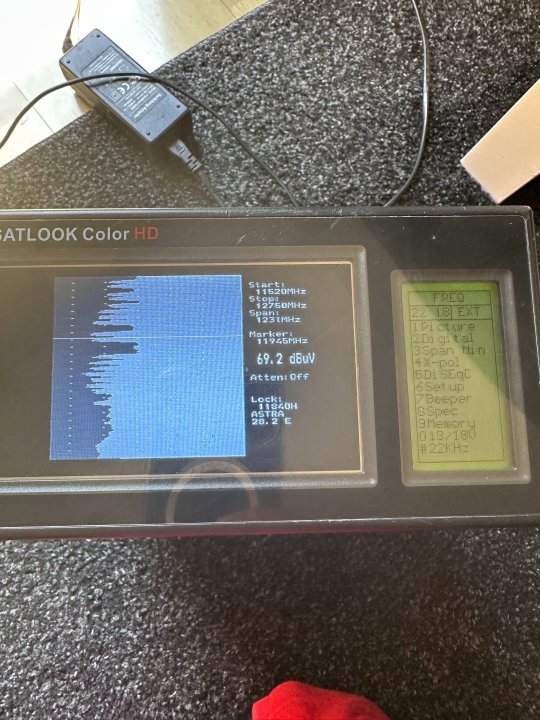 SATLOOK Color HD
Start:
11520MHz
Stop:
12750MHz
Span:
1231MHz
Marker:
11945MHz
69.2 dBuV
Atten:Off
Lock:
11840H
ASTRA
28.2 E
FREQ
22 18 EXT
1Picture
2Digital
3Span Min
4X-pol
5DiSEqC
6Setup
7Beeper
8Spec
9Memory
013/18V
#22KHz